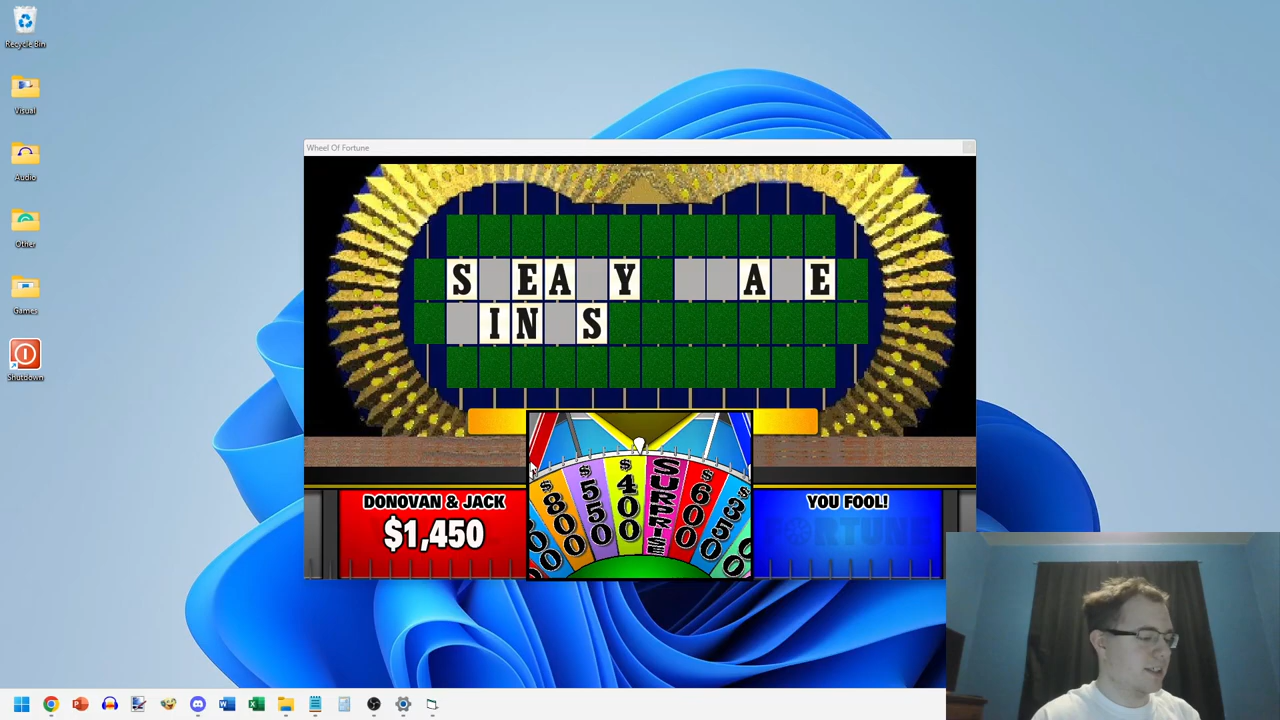 Recycle Bin
Visual
Audio
Other
Games
Shutdown
Wheel Of Fortune
S EA Y A E
IN S
DONOVAN & JACK
$1,450
$800
$550
$400
SURPRISE
$600
$350
YOU FOOL!
FORTUNE